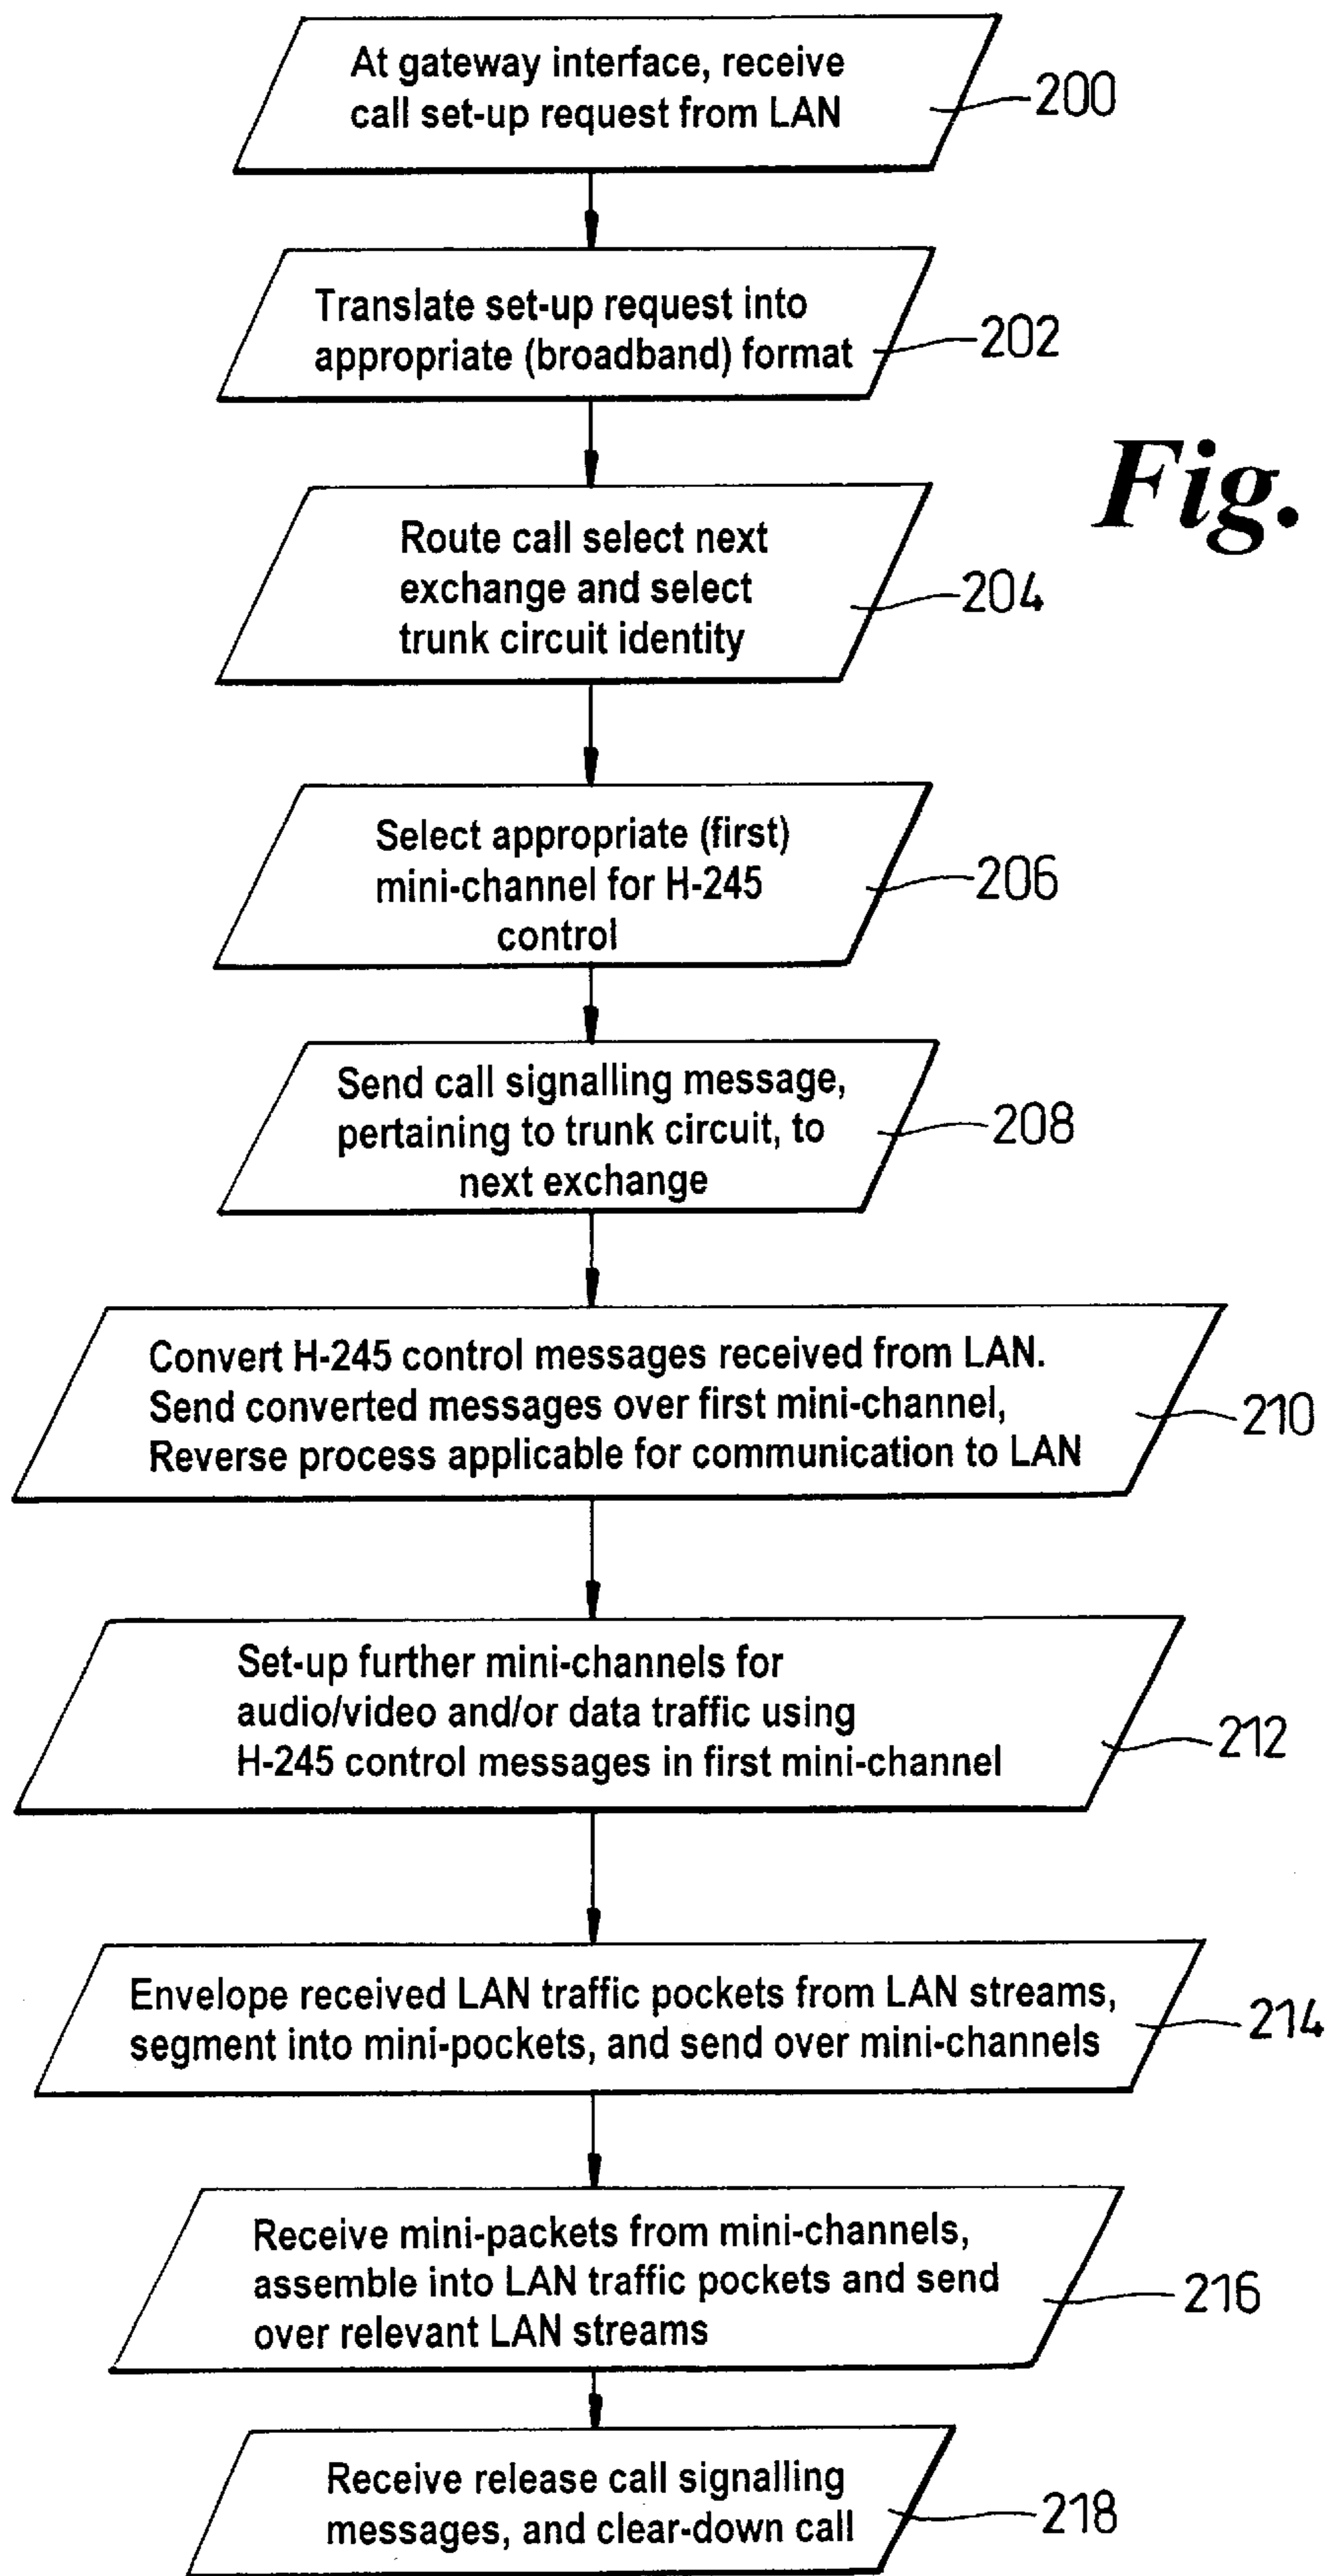 At gateway interface, receive
call set-up request from LAN
200
Translate set-up request into
appropriate (broadband) format
202
Fig.
Route call select next
exchange and select
trunk circuit identity
204
Select appropriate (first)
mini-channel for H-245
control
206
Send call signalling message,
pertaining to trunk circuit, to
next exchange
208
Convert H-245 control messages received from LAN.
Send converted messages over first mini-channel,
Reverse process applicable for communication to LAN
210
Set-up further mini-channels for
audio/video and/or data traffic using
H-245 control messages in first mini-channel
212
Envelope received LAN traffic pockets from LAN streams,
segment into mini-pockets, and send over mini-channels
214
Receive mini-packets from mini-channels,
assemble into LAN traffic pockets and send
over relevant LAN streams
216
Receive release call signalling
messages, and clear-down call
218